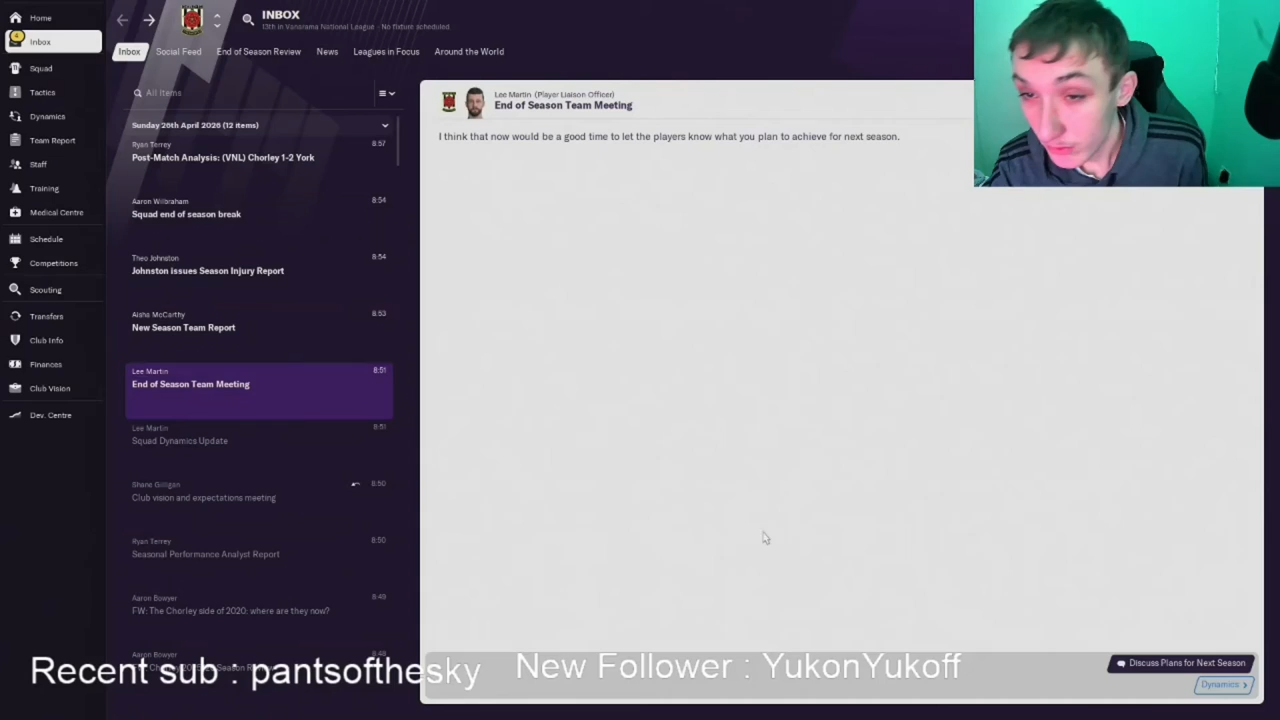 Home
Inbox
Squad
Tactics
Dynamics
Team Report
Staff
Training
Medical Centre
Schedule
Competitions
Scouting
Transfers
Club Info
Finances
Club Vision
Dev. Centre
INBOX
13th in Vanarama National League - No fixture scheduled
Inbox Social Feed End of Season Review News Leagues in Focus Around the World
All Items
Sunday 26th April 2026 (12 items)
Ryan Terrey 8:57
Post-Match Analysis: (VNL) Chorley 1-2 York
Aaron Wilbraham 8:54
Squad end of season break
Theo Johnston 8:54
Johnston issues Season Injury Report
Aisha McCarthy 8:53
New Season Team Report
Lee Martin 8:51
End of Season Team Meeting
Lee Martin 8:51
Squad Dynamics Update
Shane Gilligan 8:50
Club vision and expectations meeting
Ryan Terrey 8:50
Seasonal Performance Analyst Report
Aaron Bowyer 8:49
FW: The Chorley side of 2020; where are they now?
Aaron Bowyer 8:48
Lee Martin (Player Liaison Officer)
End of Season Team Meeting
I think that now would be a good time to let the players know what you plan to achieve for next season.
Discuss Plans for Next Season
Dynamics
Recent sub : pantsofthesky
New Follower : YukonYukoff